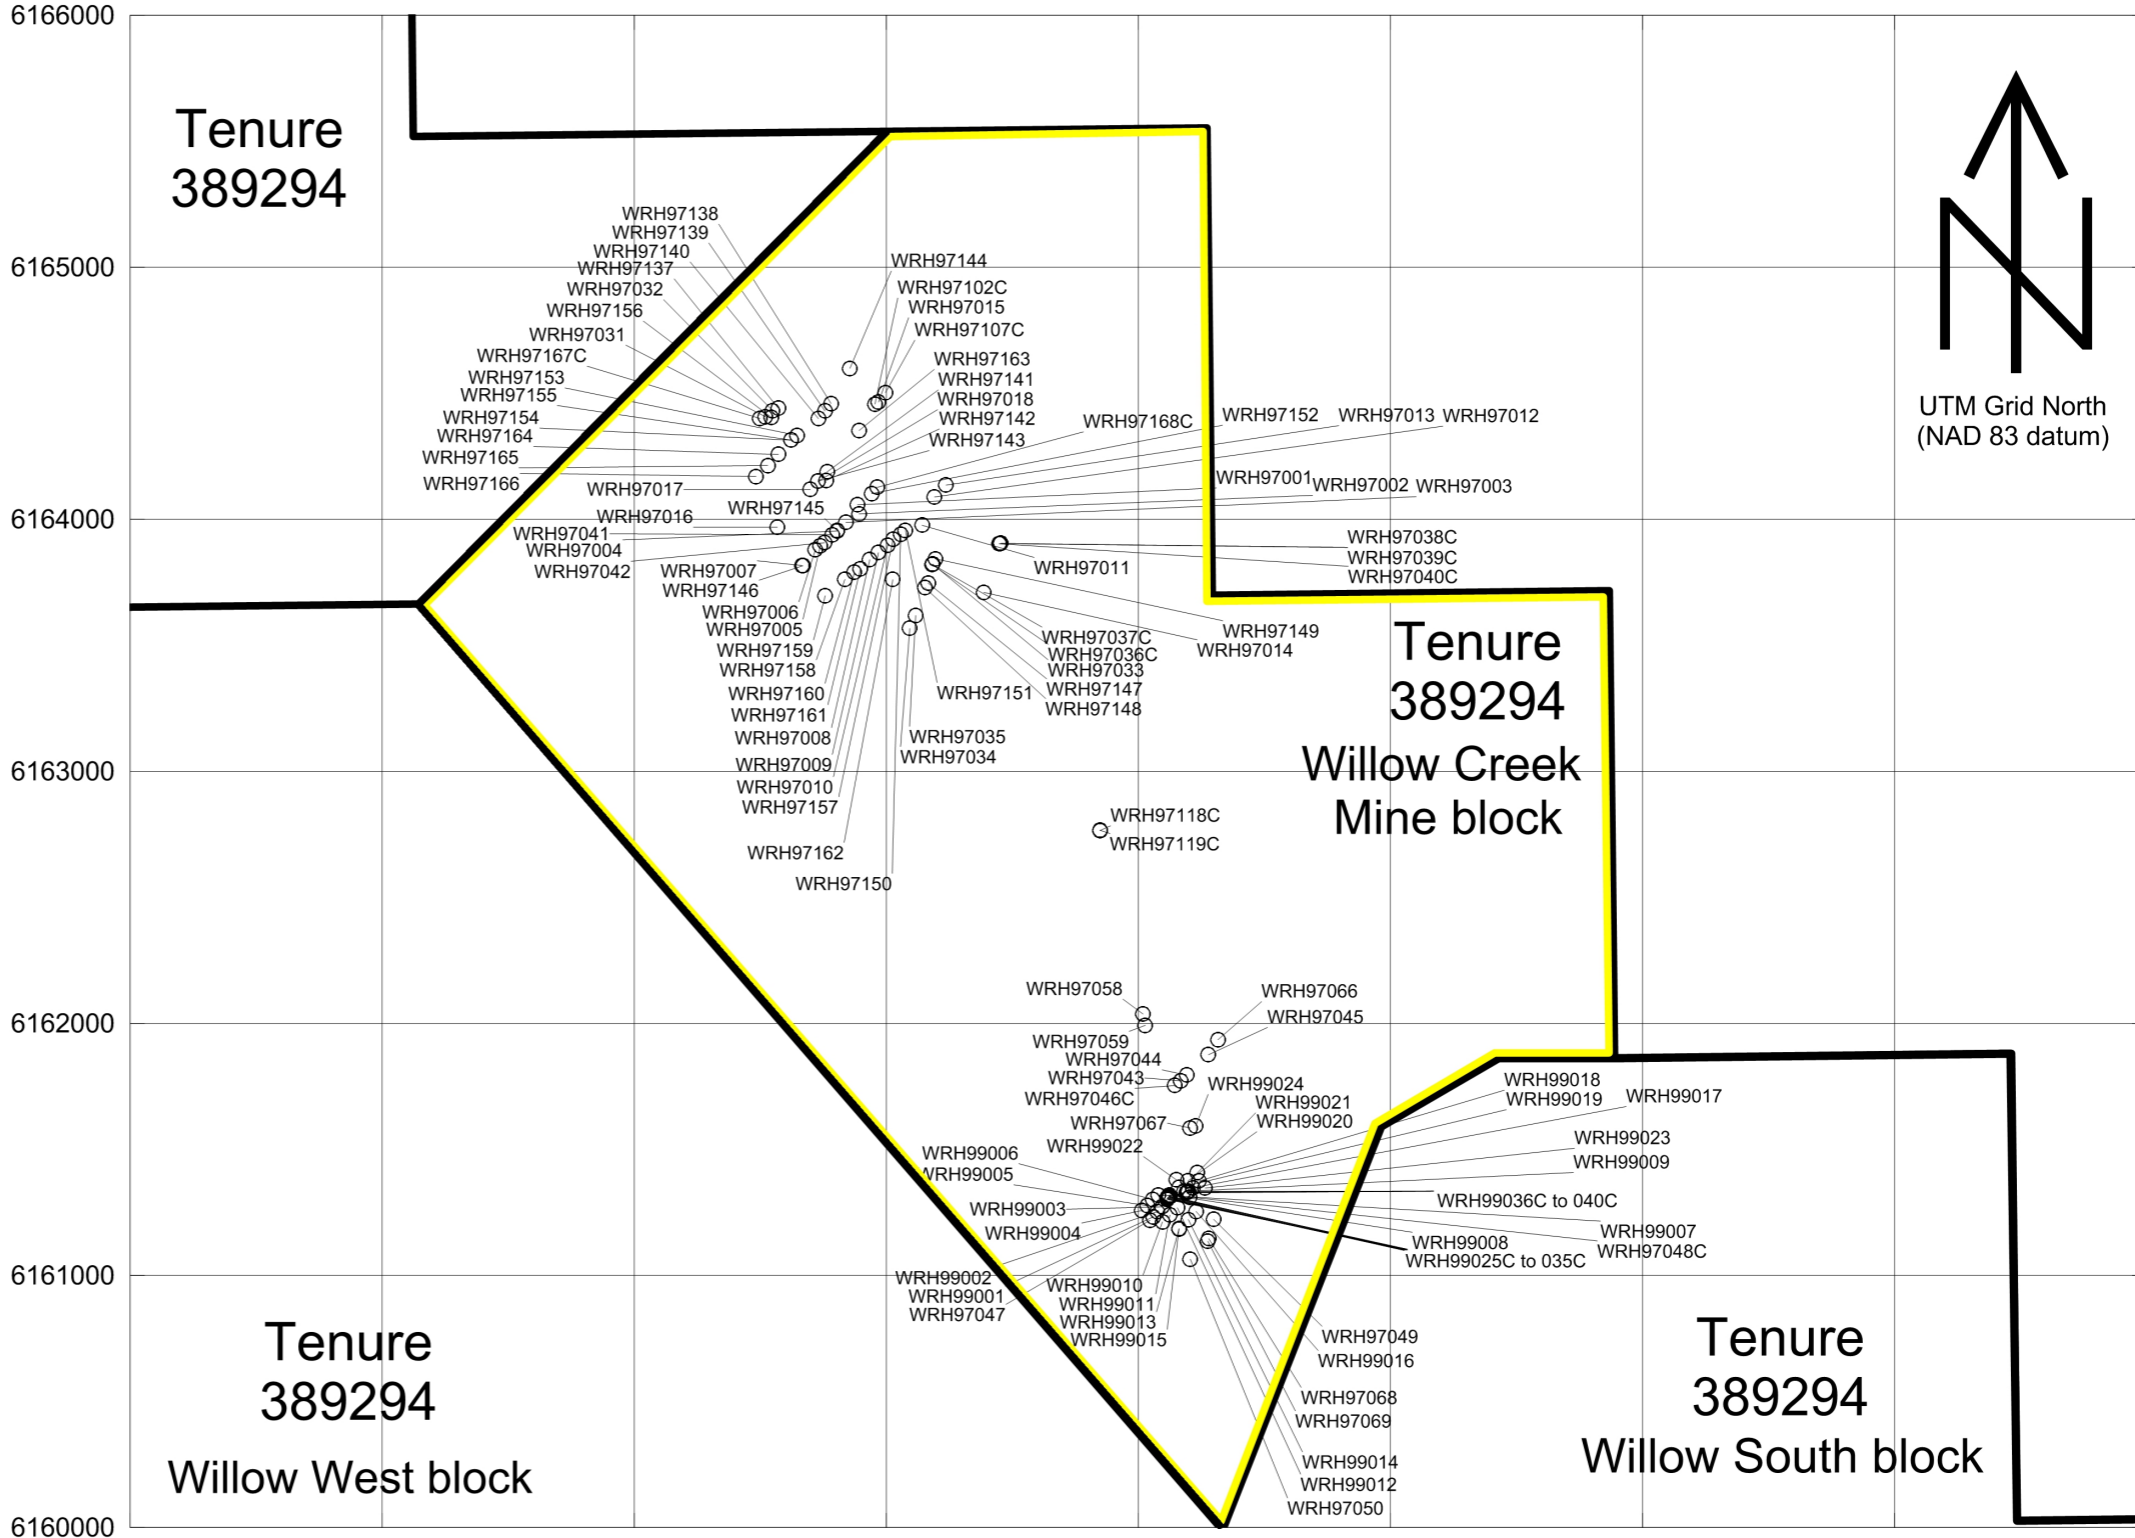 6166000
6165000
6164000
6163000
6162000
6161000
6160000
Tenure
389294
WRH97138
WRH97139
WRH97140
WRH97137
WRH97032
WRH97156
WRH97031
WRH97167C
WRH97153
WRH97155
WRH97154
WRH97164
WRH97165
WRH97166
WRH97017
WRH97016
WRH97145
WRH97041
WRH97004
WRH97042
WRH97007
WRH97146
WRH97006
WRH97005
WRH97159
WRH97158
WRH97160
WRH97161
WRH97008
WRH97009
WRH97010
WRH97157
WRH97162
WRH97150
WRH97144
WRH97102C
WRH97015
WRH97107C
WRH97163
WRH97141
WRH97018
WRH97142
WRH97143
WRH97168C
WRH97152
WRH97013
WRH97012
WRH97001
WRH97002
WRH97003
WRH97038C
WRH97039C
WRH97040C
WRH97011
WRH97149
WRH97014
WRH97037C
WRH97036C
WRH97033
WRH97147
WRH97148
WRH97151
WRH97035
WRH97034
N
UTM Grid North
(NAD 83 datum)
Tenure
389294
Willow Creek
Mine block
WRH97118C
WRH97119C
WRH97058
WRH97059
WRH97044
WRH97043
WRH97046C
WRH97067
WRH99022
WRH97066
WRH97045
WRH99024
WRH99021
WRH99020
WRH99018
WRH99019
WRH99017
WRH99023
WRH99009
WRH99036C to 040C
WRH99007
WRH97048C
WRH99008
WRH99025C to 035C
WRH99006
WRH99005
WRH99003
WRH99004
WRH99002
WRH99001
WRH97047
WRH99010
WRH99011
WRH99013
WRH99015
WRH97049
WRH99016
WRH97068
WRH97069
WRH99014
WRH99012
WRH97050
Tenure
389294
Willow West block
Tenure
389294
Willow South block